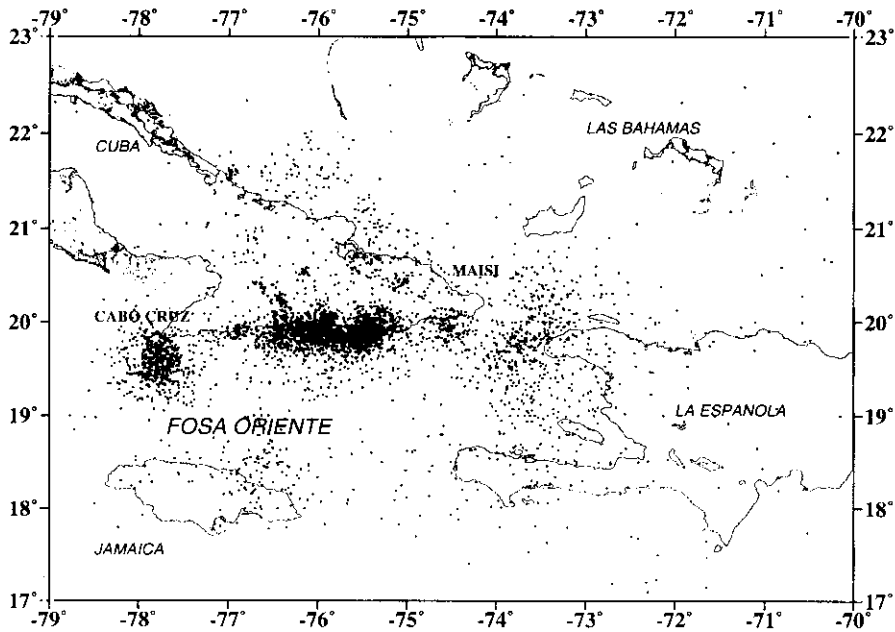 -79° -78° -77° -76° -75° -74° -73° -72° -71° -70°
23° 23°
22° 22°
LAS BAHAMAS
CUBA
21° 21°
MAISI
CABO CRUZ
20° 20°
19° 19°
LA ESPANOLA
FOSA ORIENTE
18° 18°
JAMAICA
17° 17°
-79° -78° -77° -76° -75° -74° -73° -72° -71° -70°